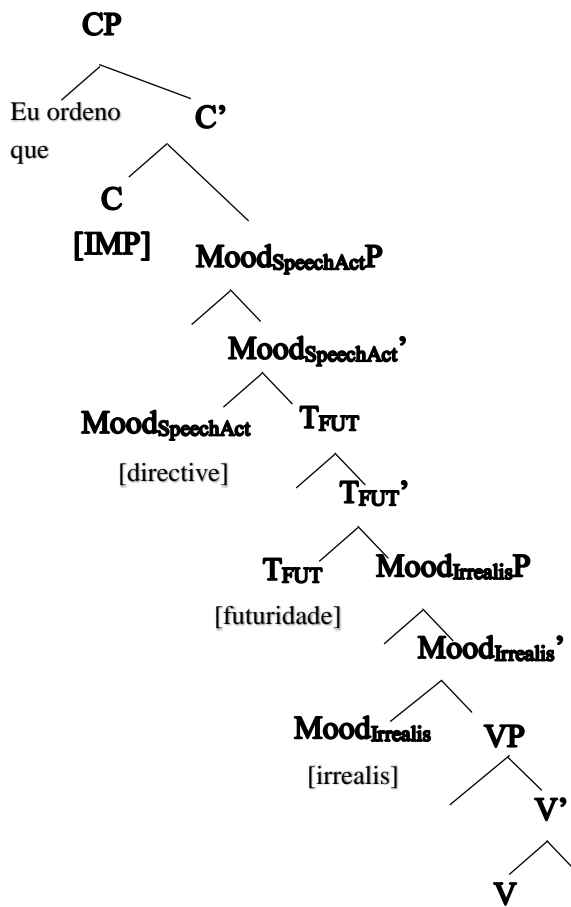 CP
Eu ordeno
que
C’
C
[IMP]
MoodSpeechActP
MoodSpeechAct’
MoodSpeechAct
TFUT
[directive]
TFUT’
TFUT
MoodIrrealisP
[futuridade]
MoodIrrealis’
MoodIrrealis
VP
[irrealis]
V’
V